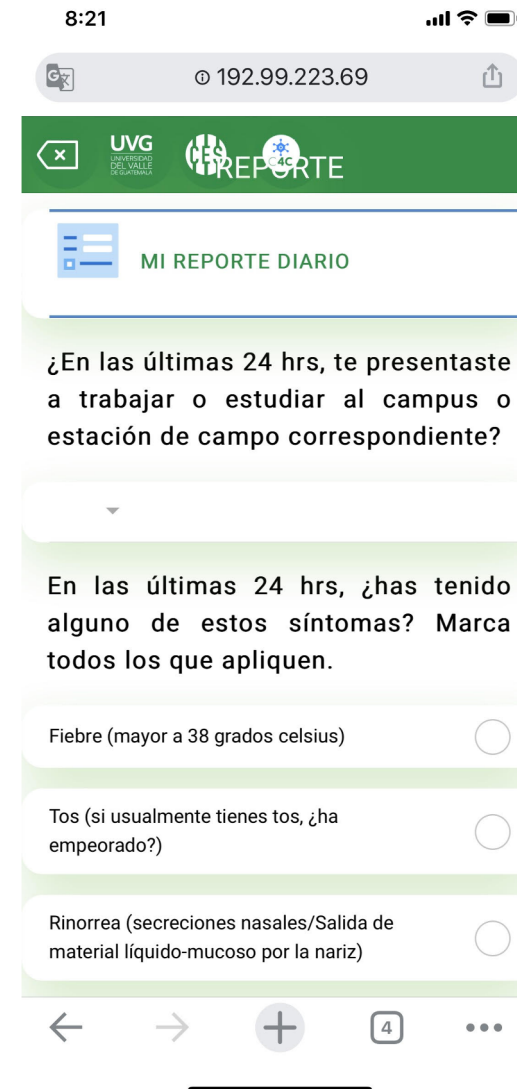 8:21
192.99.223.69
UVG
UNIVERSIDAD
DEL VALLE
DE GUATEMALA
CES
C4C
REPORTE
MI REPORTE DIARIO
¿En las últimas 24 hrs, te presentaste
a trabajar o estudiar al campus o
estación de campo correspondiente?
En las últimas 24 hrs, ¿has tenido
alguno de estos síntomas? Marca
todos los que apliquen.
Fiebre (mayor a 38 grados celsius)
Tos (si usualmente tienes tos, ¿ha
empeorado?)
Rinorrea (secreciones nasales/Salida de
material líquido-mucoso por la nariz)
4